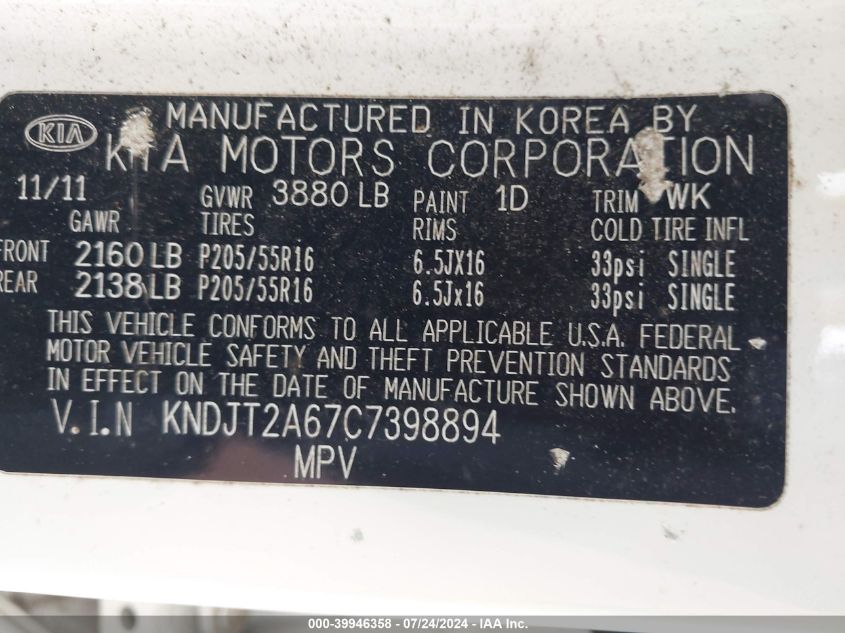 KIA MANUFACTURED IN KOREA BY
KIA MOTORS CORPORATION
11/11 GVWR 3880 LB PAINT 1D TRIM WK
GAWR TIRES RIMS COLD TIRE INFL
FRONT 2160 LB P205/55R16 6.5JX16 33psi SINGLE
REAR 2138 LB P205/55R16 6.5Jx16 33psi SINGLE
THIS VEHICLE CONFORMS TO ALL APPLICABLE U.S.A. FEDERAL
MOTOR VEHICLE SAFETY AND THEFT PREVENTION STANDARDS
IN EFFECT ON THE DATE OF MANUFACTURE SHOWN ABOVE.
V.I.N KNDJT2A67C7398894
MPV
000-39946358 - 07/24/2024 - IAA Inc.